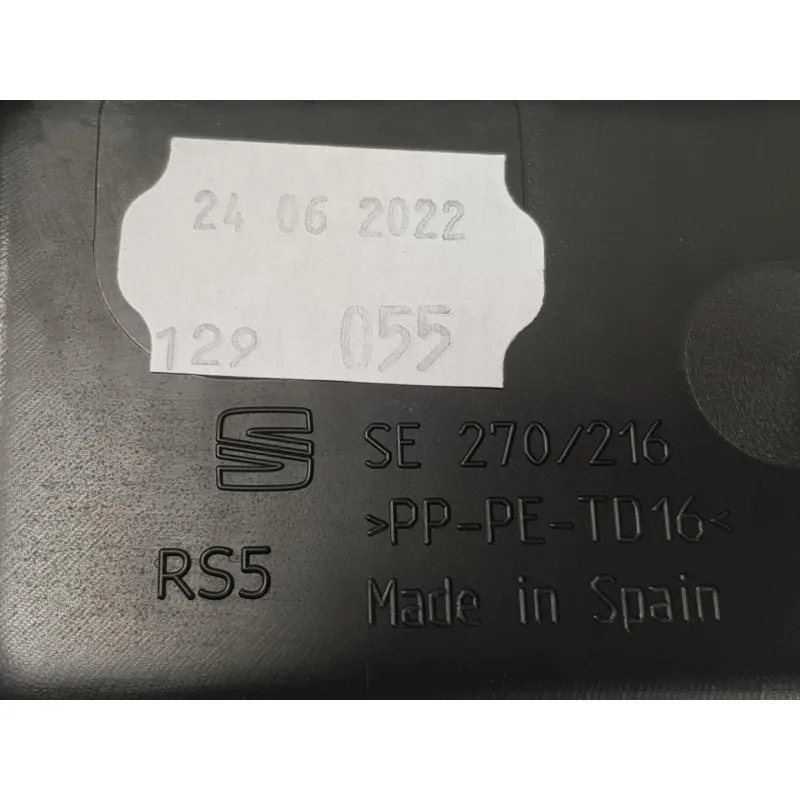 24 06 2022
129 055
SE 270/216
>PP-PE-TD16<
RS5
Made in Spain